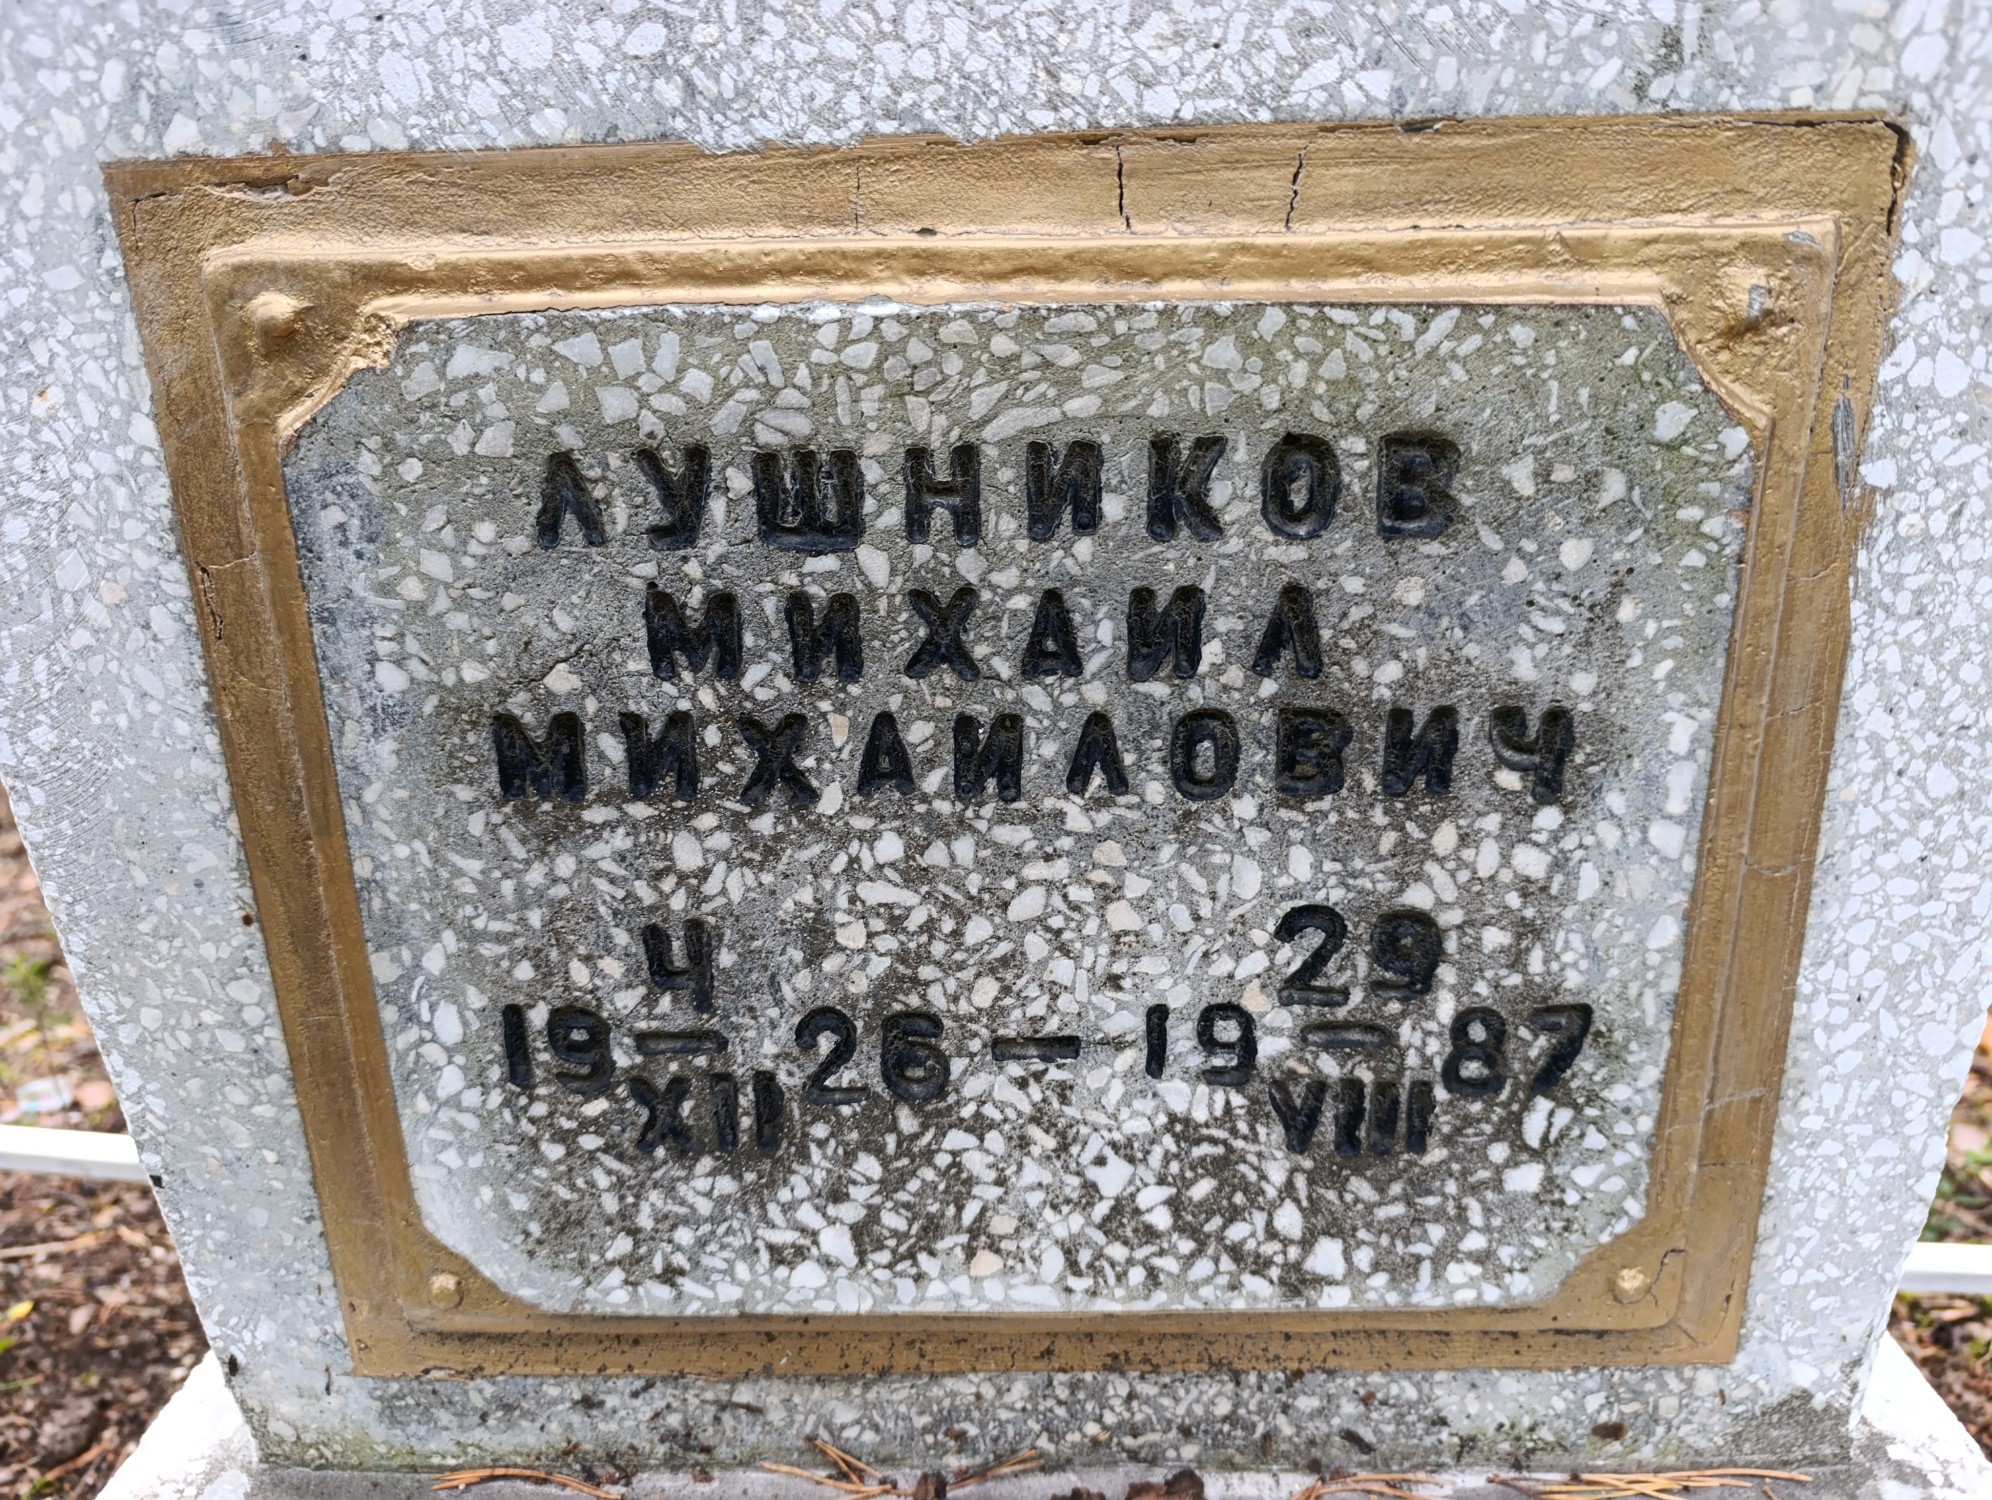 ЛУШНИКОВ
МИХАИЛ
МИХАИЛОВИЧ
4 29
19 — 26 — 19 — 87
XII VIII